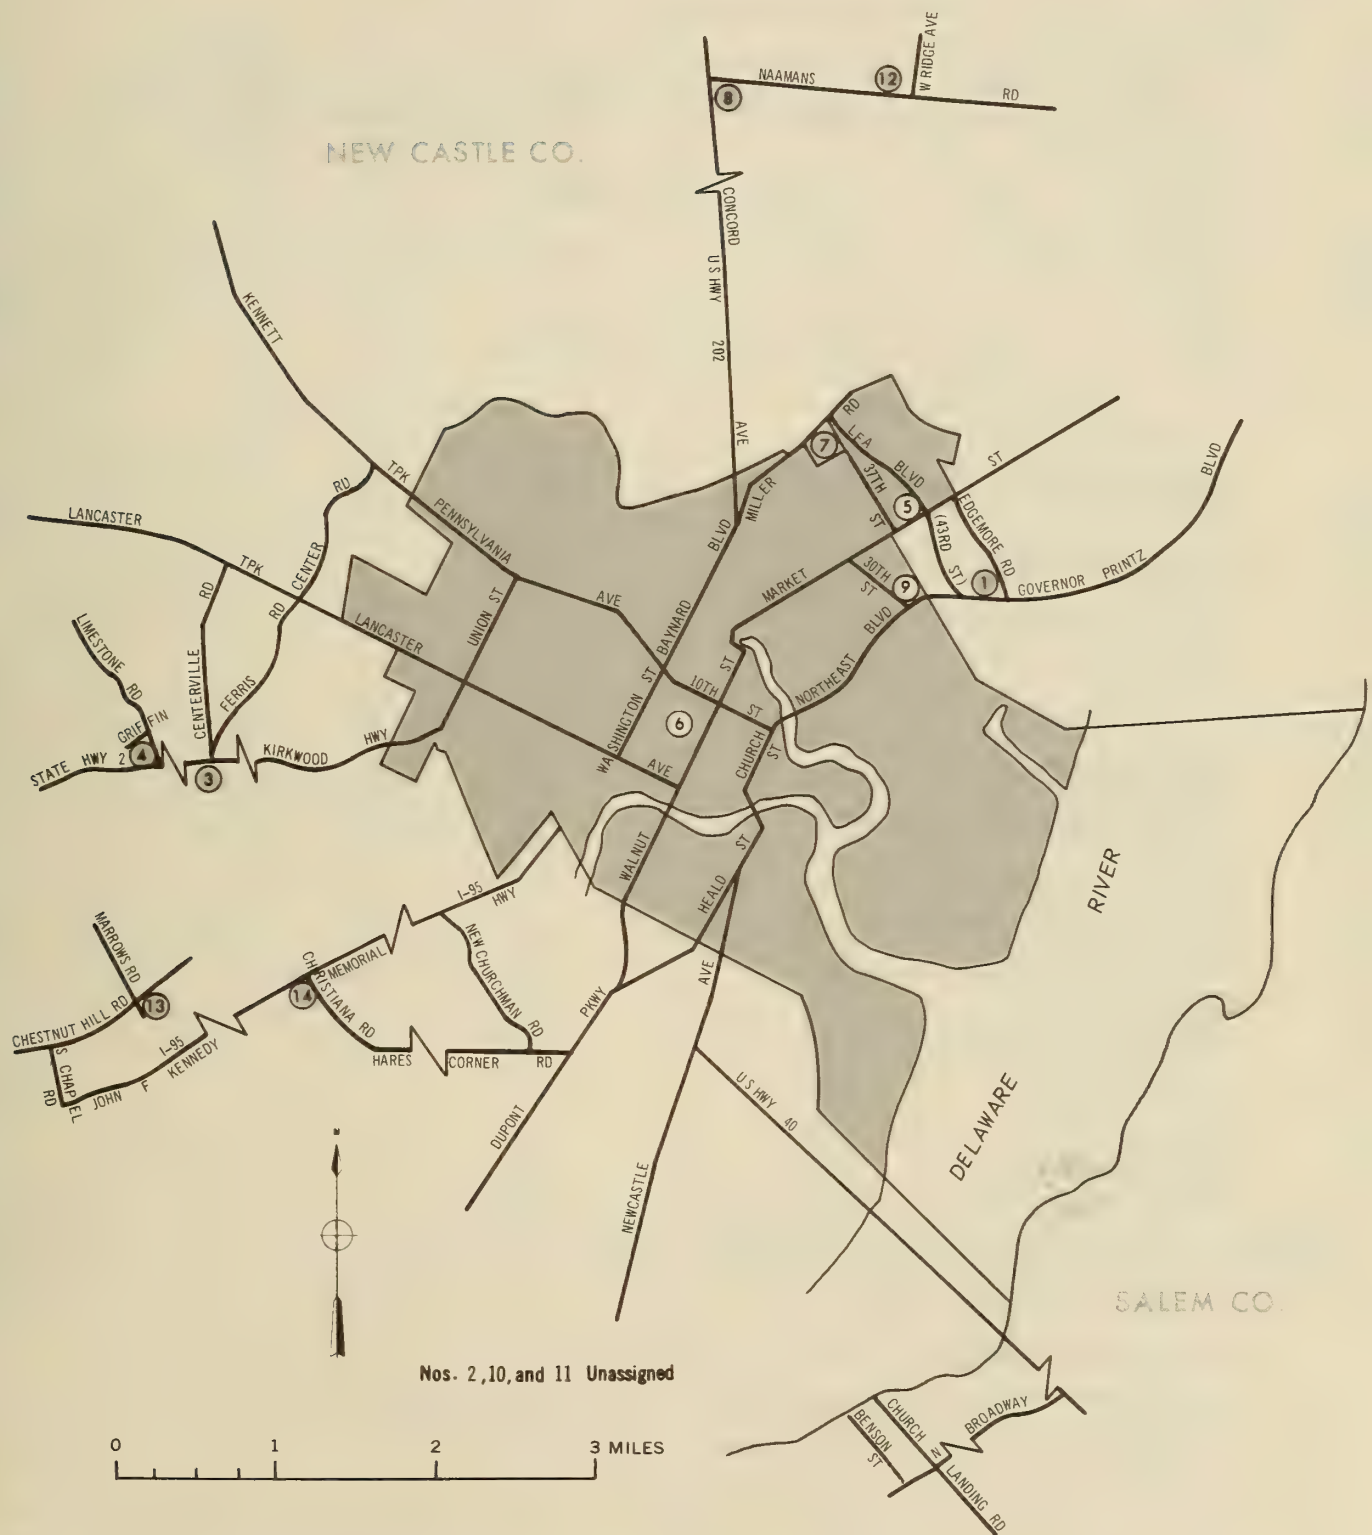 W RIDGE AVE
NAAMANS
12
RD
8
NEW CASTLE CO.
CONCORD
US HWY
202
AVE
KENNETT
TPK
PENNSYLVANIA
AVE
LANCASTER
TPK
RD
CENTER
RD
FERRIS
RD
CENTERVILLE
LIMESTONE
RD
GRIFFIN
4
STATE HWY 2
3
KIRKWOOD
HWY
LANCASTER
AVE
UNION ST
BLVD
MILLER
RD
7
LEA
BLVD
37TH
ST
5
(43RD
ST)
EDGEMORE RD
1
ST
GOVERNOR PRINTZ
BLVD
MARKET
30TH
ST
9
BLVD
NORTHEAST
BAYNARD
WASHINGTON ST
10TH
ST
ST
6
CHURCH
ST
WALNUT
HEALD
ST
RIVER
DELAWARE
I-95
HWY
MEMORIAL
NEW CHURCHMAN
RD
MARROWS RD
13
14
CHRISTIANA RD
CHESTNUT HILL RD
S CHAPEL
RD
JOHN F KENNEDY
I-95
HARES
CORNER
RD
PKWY
DUPONT
AVE
NEWCASTLE
US HWY 40
N
SALEM CO.
Nos. 2, 10, and 11 Unassigned
BROADWAY
CHURCH
BENSON
ST
N
LANDING RD
0 1 2 3 MILES